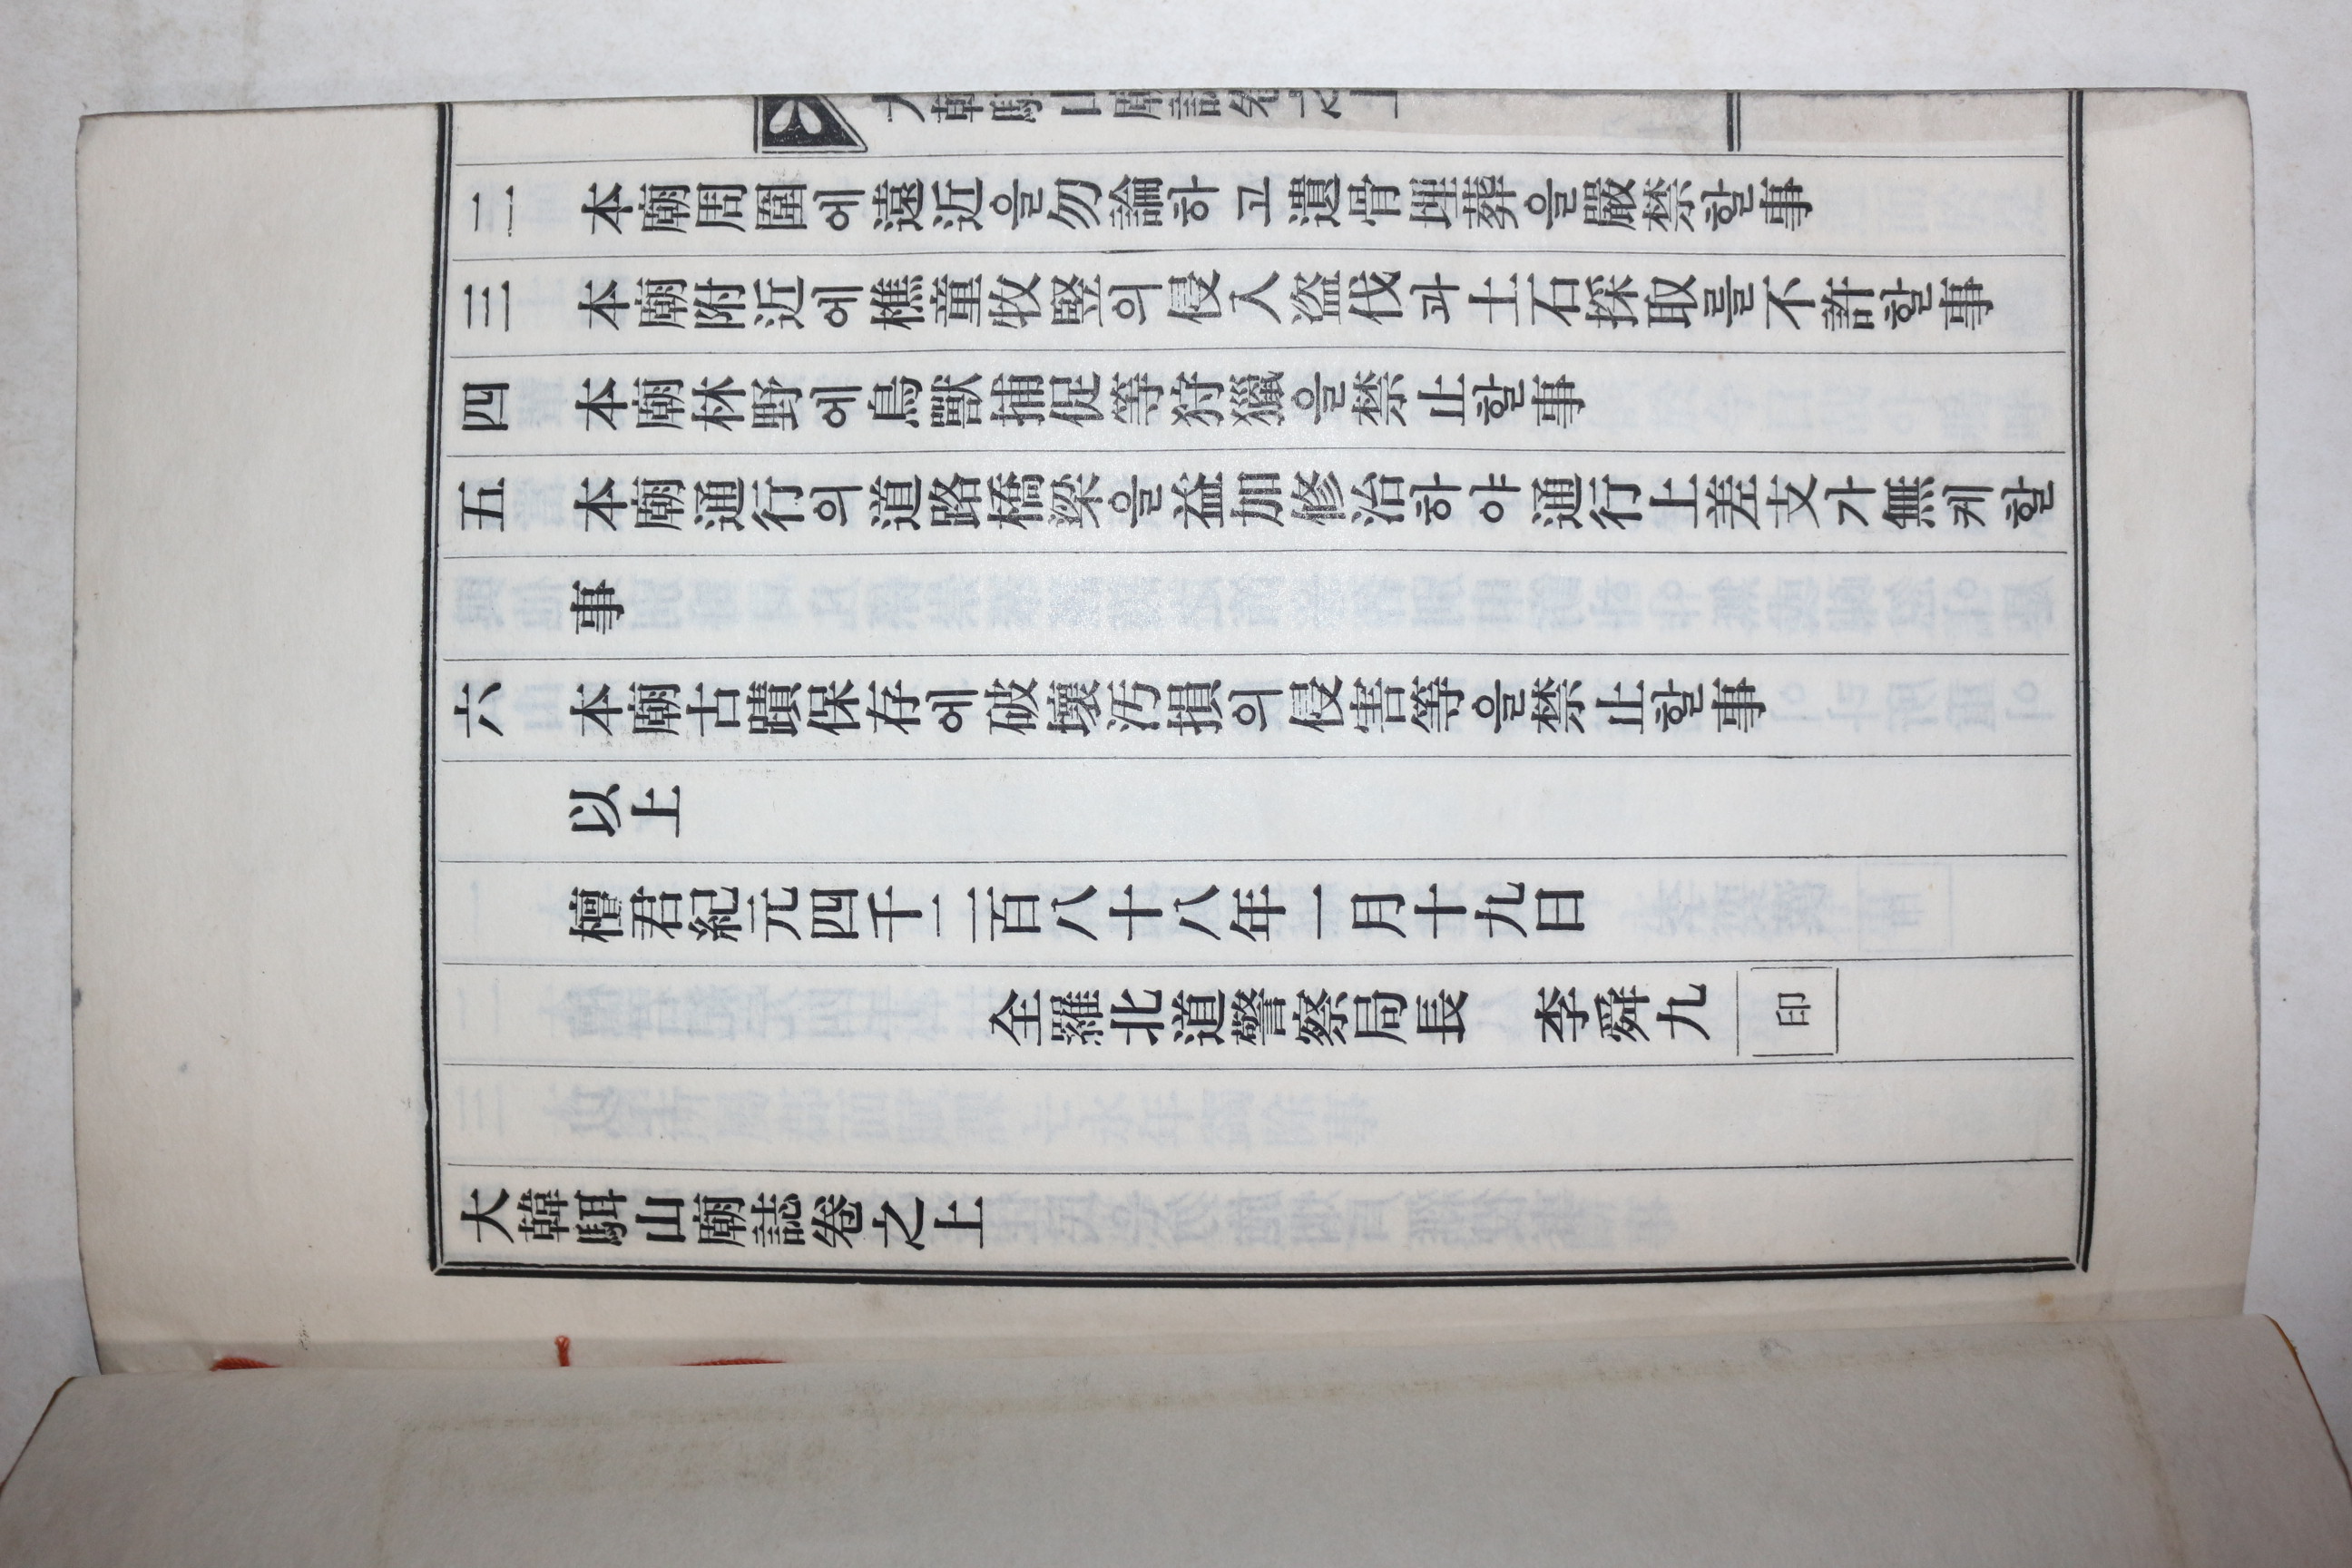 大韓馹山廟誌卷之上
二 本廟周圍에遠近을勿論하고遺骨埋葬을嚴禁할事
三 本廟附近에樵童牧竪의侵入盜伐과土石採取를不許할事
四 本廟林野에鳥獸捕促等狩獵을禁止할事
五 本廟通行의道路橋梁을益加修治하야通行上差支가無케할
事
六 本廟古蹟保存에破壞汚損의侵害等을禁止할事
以上
檀君紀元四千二百八十八年一月十九日
全羅北道警察局長 李舜九 印
大韓馹山廟誌卷之上